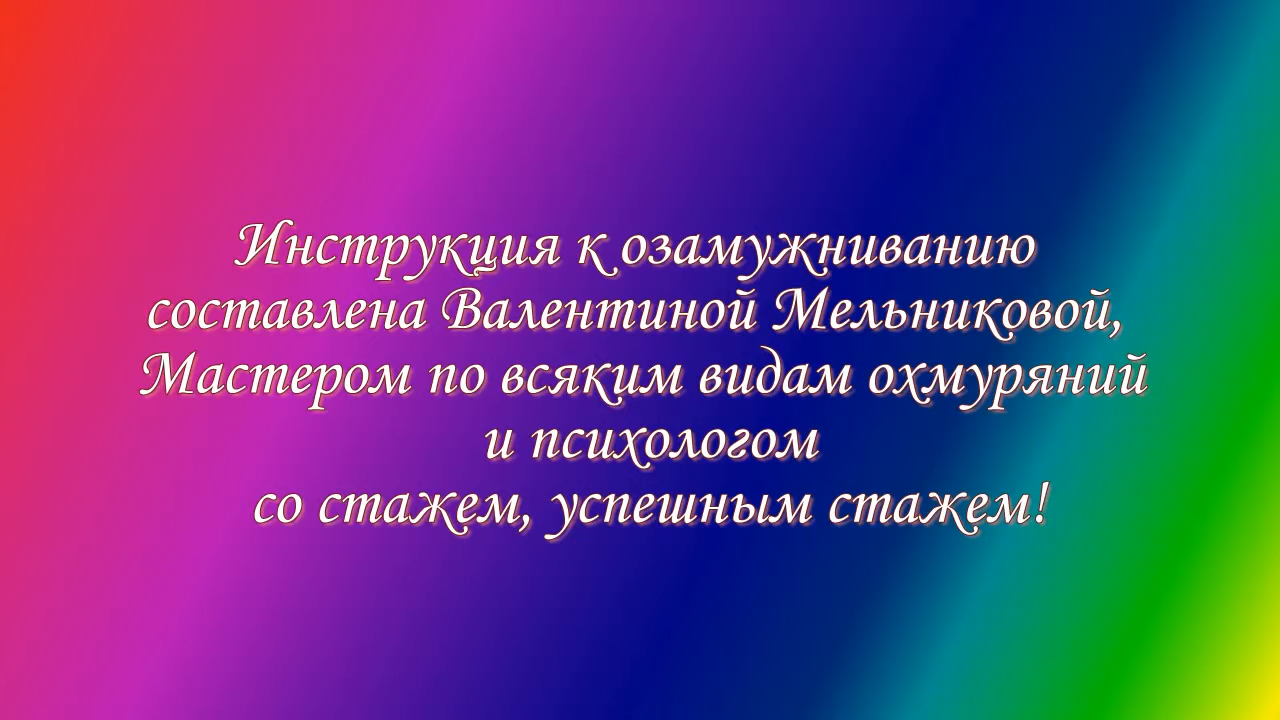 Инструкция к озамужниванию
составлена Валентиной Мельниковой,
Мастером по всяким видам охмуряний
и психологом
со стажем, успешным стажем!